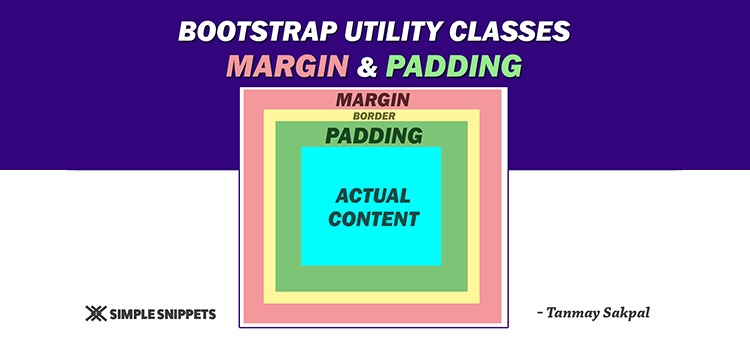 BOOTSTRAP UTILITY CLASSES
MARGIN & PADDING
MARGIN
BORDER
PADDING
ACTUAL
CONTENT
SIMPLE SNIPPETS
– Tanmay Sakpal